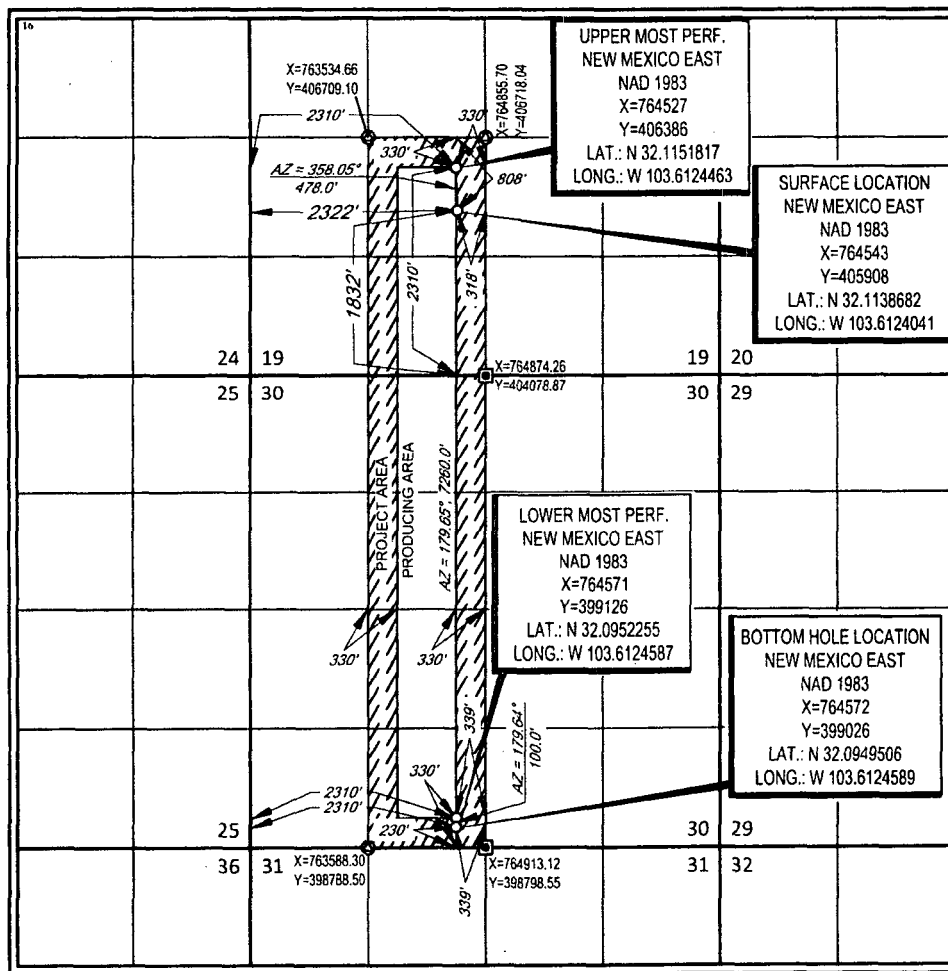 16
UPPER MOST PERF.
NEW MEXICO EAST
NAD 1983
X=764527
Y=406386
LAT.: N 32.1151817
LONG.: W 103.6124463
X=763534.66
Y=406709.10
X=764855.70
Y=406718.04
2310'
330'
330'
AZ = 358.05°
478.0'
808'
2322'
SURFACE LOCATION
NEW MEXICO EAST
NAD 1983
X=764543
Y=405908
LAT.: N 32.1138682
LONG.: W 103.6124041
1832'
2310'
318'
24 19
25 30
X=764874.26
Y=404078.87
19 20
30 29
PROJECT AREA
PRODUCING AREA
AZ = 179.65°, 7260.0'
LOWER MOST PERF.
NEW MEXICO EAST
NAD 1983
X=764571
Y=399126
LAT.: N 32.0952255
LONG.: W 103.6124587
330'
330'
BOTTOM HOLE LOCATION
NEW MEXICO EAST
NAD 1983
X=764572
Y=399026
LAT.: N 32.0949506
LONG.: W 103.6124589
339'
AZ = 179.64°
100.0'
330'
2310'
2310'
230'
25
36 31
30 29
31 32
X=763588.30
Y=398788.50
X=764913.12
Y=398798.55
339'